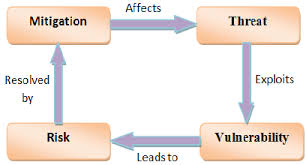 Affects
Mitigation
Threat
Resolved
by
Exploits
Risk
Vulnerability
Leads to